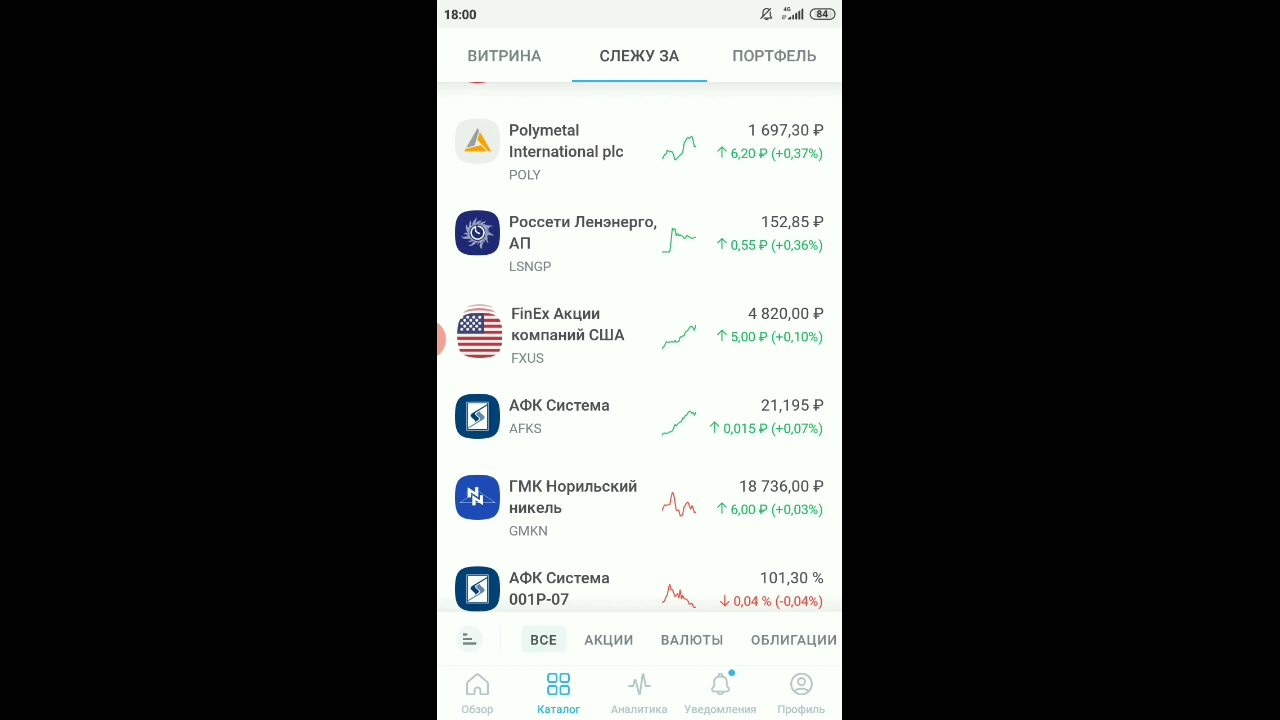 18:00
4G
84
ВИТРИНА
СЛЕЖУ ЗА
ПОРТФЕЛЬ
Polymetal
International plc
POLY
1 697,30 ₽
↑ 6,20 ₽ (+0,37%)
Россети Ленэнерго,
АП
LSNGP
152,85 ₽
↑ 0,55 ₽ (+0,36%)
FinEx Акции
компаний США
FXUS
4 820,00 ₽
↑ 5,00 ₽ (+0,10%)
АФК Система
AFKS
21,195 ₽
↑ 0,015 ₽ (+0,07%)
ГМК Норильский
никель
GMKN
18 736,00 ₽
↑ 6,00 ₽ (+0,03%)
АФК Система
001P-07
101,30 %
↓ 0,04 % (-0,04%)
ВСЕ
АКЦИИ
ВАЛЮТЫ
ОБЛИГАЦИИ
Обзор
Каталог
Аналитика
Уведомления
Профиль